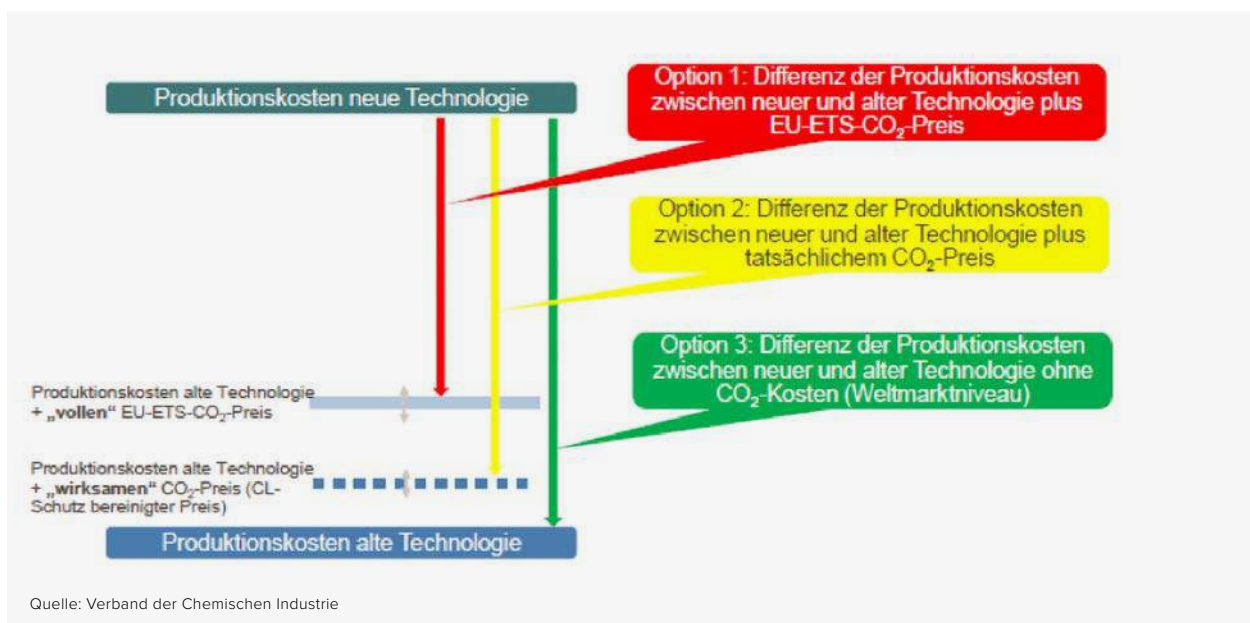 Produktionskosten neue Technologie
Option 1: Differenz der Produktionskosten
zwischen neuer und alter Technologie plus
EU-ETS-CO₂-Preis
Option 2: Differenz der Produktionskosten
zwischen neuer und alter Technologie plus
tatsächlichem CO₂-Preis
Option 3: Differenz der Produktionskosten
zwischen neuer und alter Technologie ohne
CO₂-Kosten (Weltmarktniveau)
Produktionskosten alte Technologie
+ „vollen“ EU-ETS-CO₂-Preis
Produktionskosten alte Technologie
+ „wirksamen“ CO₂-Preis (CL-
Schutz bereinigter Preis)
Produktionskosten alte Technologie
Quelle: Verband der Chemischen Industrie